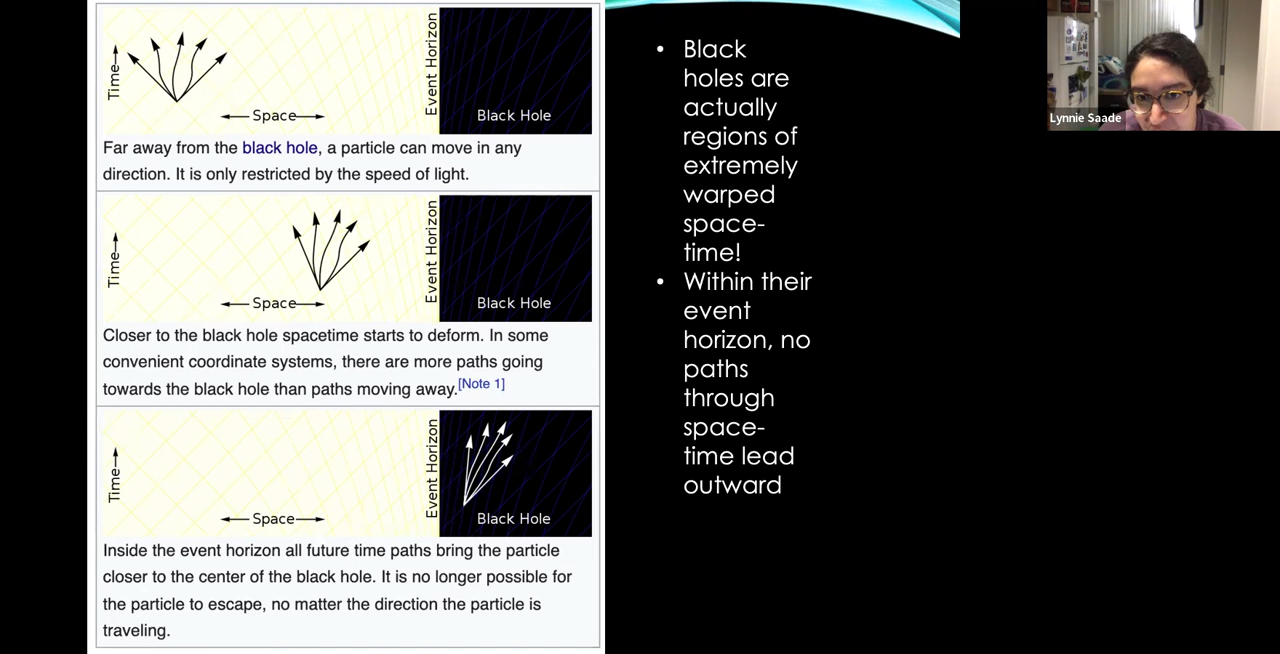 Time→
Event Horizon
←Space→
Black Hole
Far away from the black hole, a particle can move in any
direction. It is only restricted by the speed of light.
Time→
Event Horizon
←Space→
Black Hole
Closer to the black hole spacetime starts to deform. In some
convenient coordinate systems, there are more paths going
towards the black hole than paths moving away.[Note 1]
Time→
Event Horizon
←Space→
Black Hole
Inside the event horizon all future time paths bring the particle
closer to the center of the black hole. It is no longer possible for
the particle to escape, no matter the direction the particle is
traveling.
• Black
holes are
actually
regions of
extremely
warped
space-
time!
• Within their
event
horizon, no
paths
through
space-
time lead
outward
Lynnie Saade